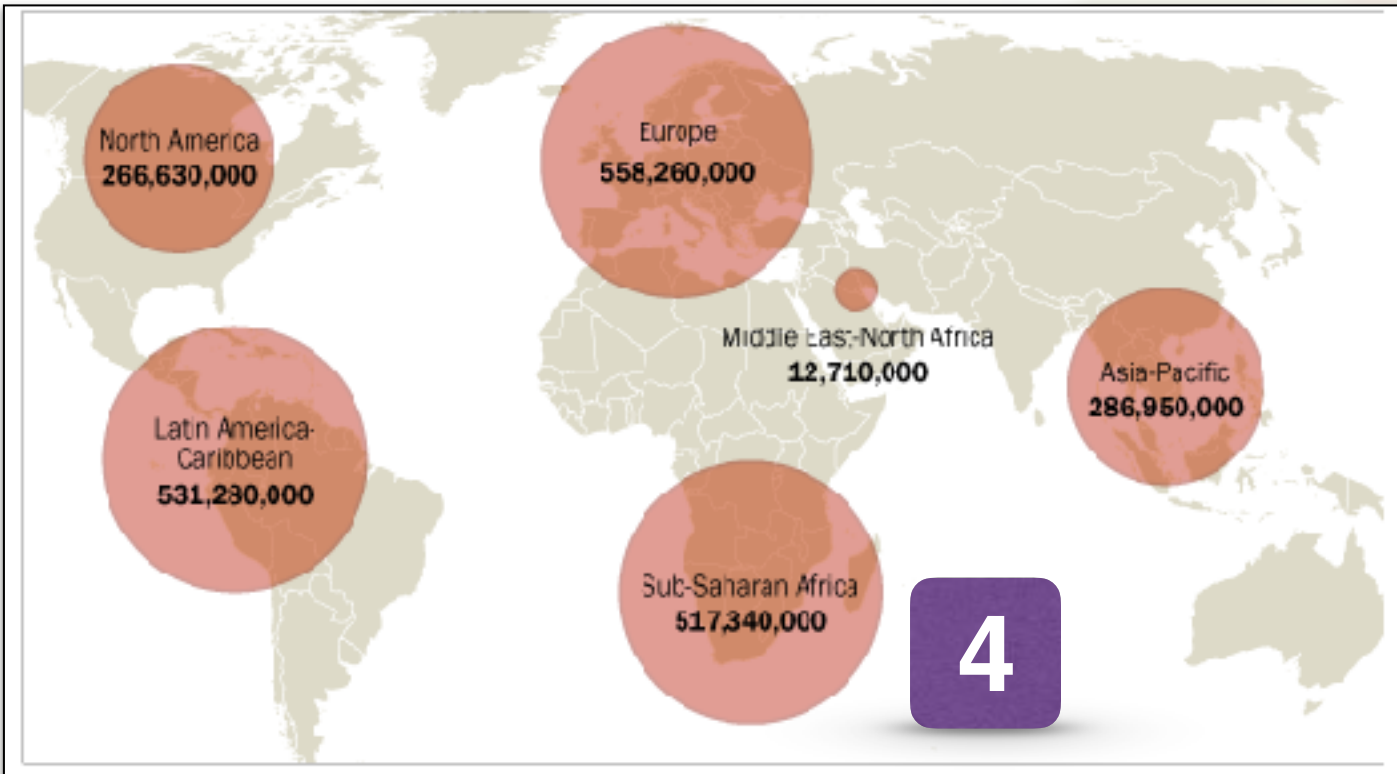 North America
266,630,000
Europe
558,260,000
Middle East-North Africa
12,710,000
Asia-Pacific
286,950,000
Latin America-
Caribbean
531,280,000
Sub-Saharan Africa
517,340,000
4